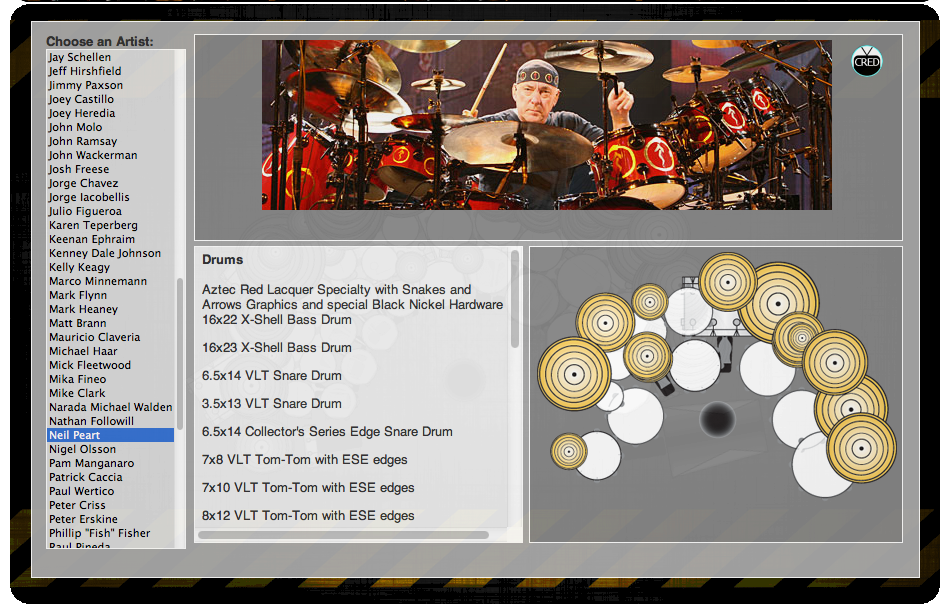 Choose an Artist:
Jay Schellen
Jeff Hirshfield
Jimmy Paxson
Joey Castillo
Joey Heredia
John Molo
John Ramsay
John Wackerman
Josh Freese
Jorge Chavez
Jorge Iacobellis
Julio Figueroa
Karen Teperberg
Keenan Ephraim
Kenney Dale Johnson
Kelly Keagy
Marco Minnemann
Mark Flynn
Mark Heaney
Matt Brann
Mauricio Claveria
Michael Haar
Mick Fleetwood
Mika Fineo
Mike Clark
Narada Michael Walden
Nathan Followill
Neil Peart
Nigel Olsson
Pam Manganaro
Patrick Caccia
Paul Wertico
Peter Criss
Peter Erskine
Phillip "Fish" Fisher
Raul Pineda
CRED
Drums
Aztec Red Lacquer Specialty with Snakes and
Arrows Graphics and special Black Nickel Hardware
16x22 X-Shell Bass Drum
16x23 X-Shell Bass Drum
6.5x14 VLT Snare Drum
3.5x13 VLT Snare Drum
6.5x14 Collector's Series Edge Snare Drum
7x8 VLT Tom-Tom with ESE edges
7x10 VLT Tom-Tom with ESE edges
8x12 VLT Tom-Tom with ESE edges